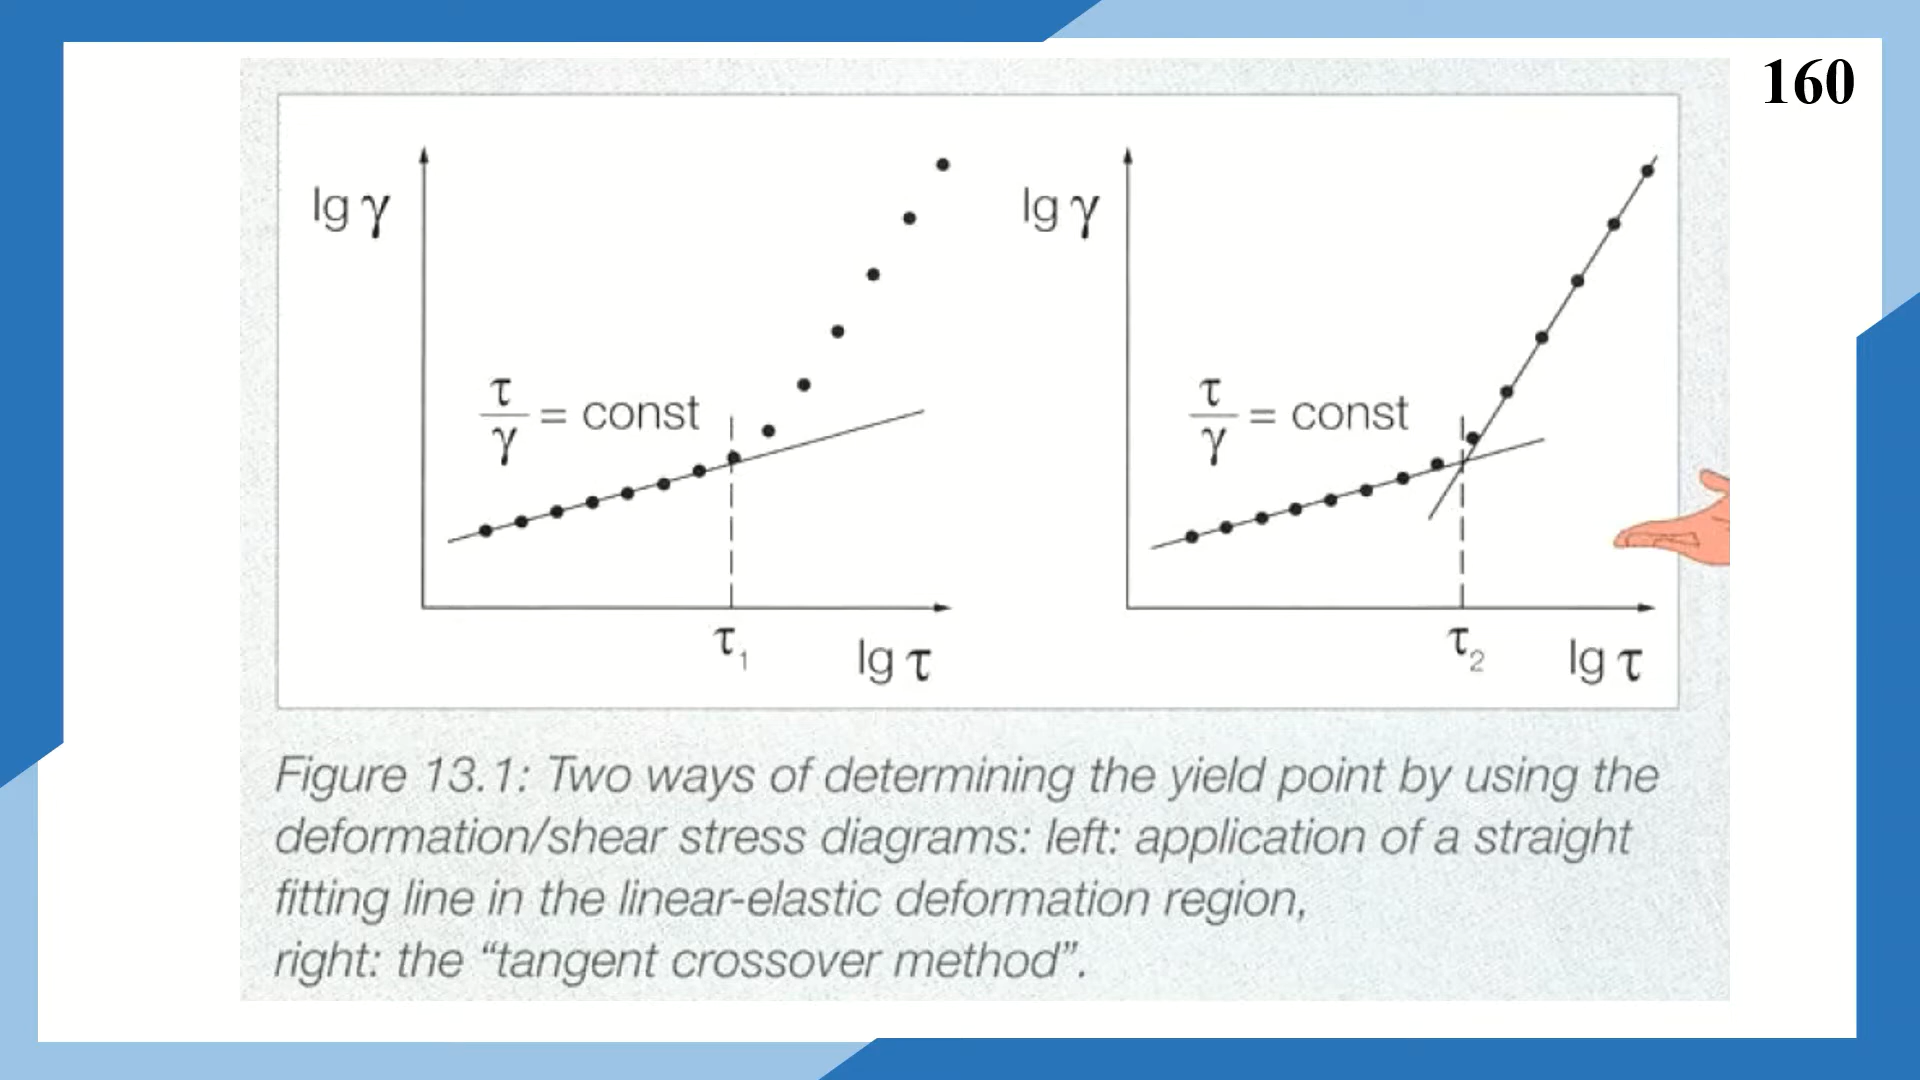 160
lg γ
τ/γ = const
τ₁
lg τ
lg γ
τ/γ = const
τ₂
lg τ
Figure 13.1: Two ways of determining the yield point by using the
deformation/shear stress diagrams: left: application of a straight
fitting line in the linear-elastic deformation region,
right: the “tangent crossover method”.